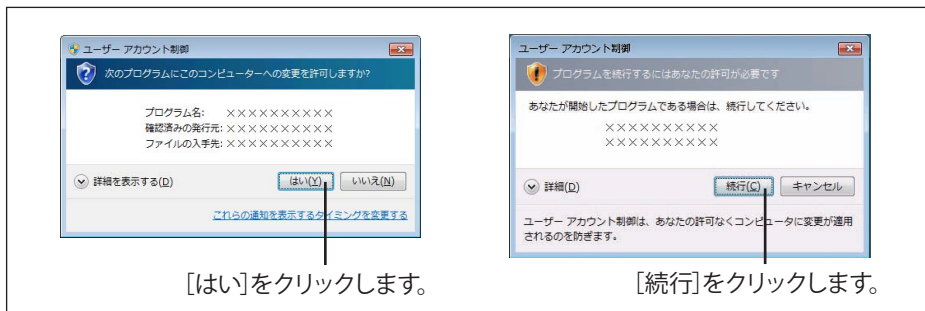 ユーザー アカウント制御
次のプログラムにこのコンピューターへの変更を許可しますか?
プログラム名: ××××××××××
確認済みの発行元: ××××××××××
ファイルの入手先: ××××××××××
詳細を表示する(D)
はい(Y)
いいえ(N)
これらの通知を表示するタイミングを変更する
[はい]をクリックします。
ユーザー アカウント制御
プログラムを続行するにはあなたの許可が必要です
あなたが開始したプログラムである場合は、続行してください。
××××××××××
××××××××××
詳細(D)
続行(C)
キャンセル
ユーザー アカウント制御は、あなたの許可なくコンピュータに変更が適用
されるのを防ぎます。
[続行]をクリックします。